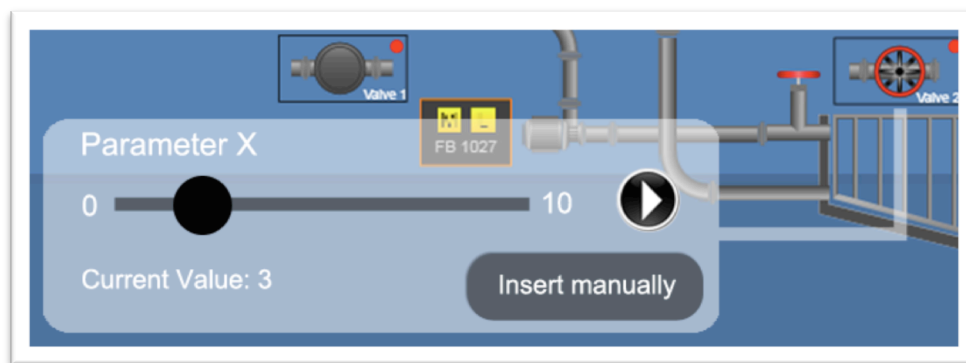 Valve 1
Valve 2
FB 1027
Parameter X
0
10
Current Value: 3
Insert manually